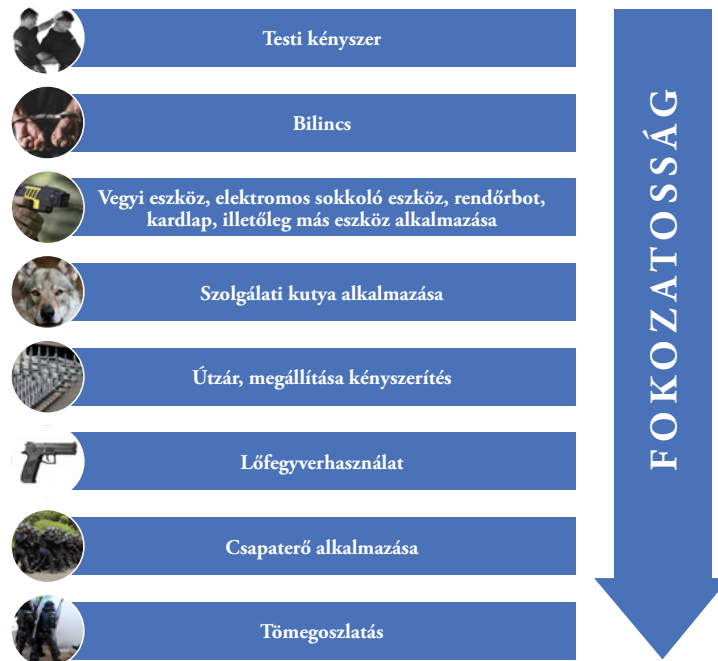 Testi kényszer
Bilincs
Vegyi eszköz, elektromos sokkoló eszköz, rendőrbot,
kardlap, illetőleg más eszköz alkalmazása
Szolgálati kutya alkalmazása
Útzár, megállítása kényszerítés
Lőfegyverhasználat
Csapaterő alkalmazása
Tömegoszlatás
FOKOZATOSSÁG